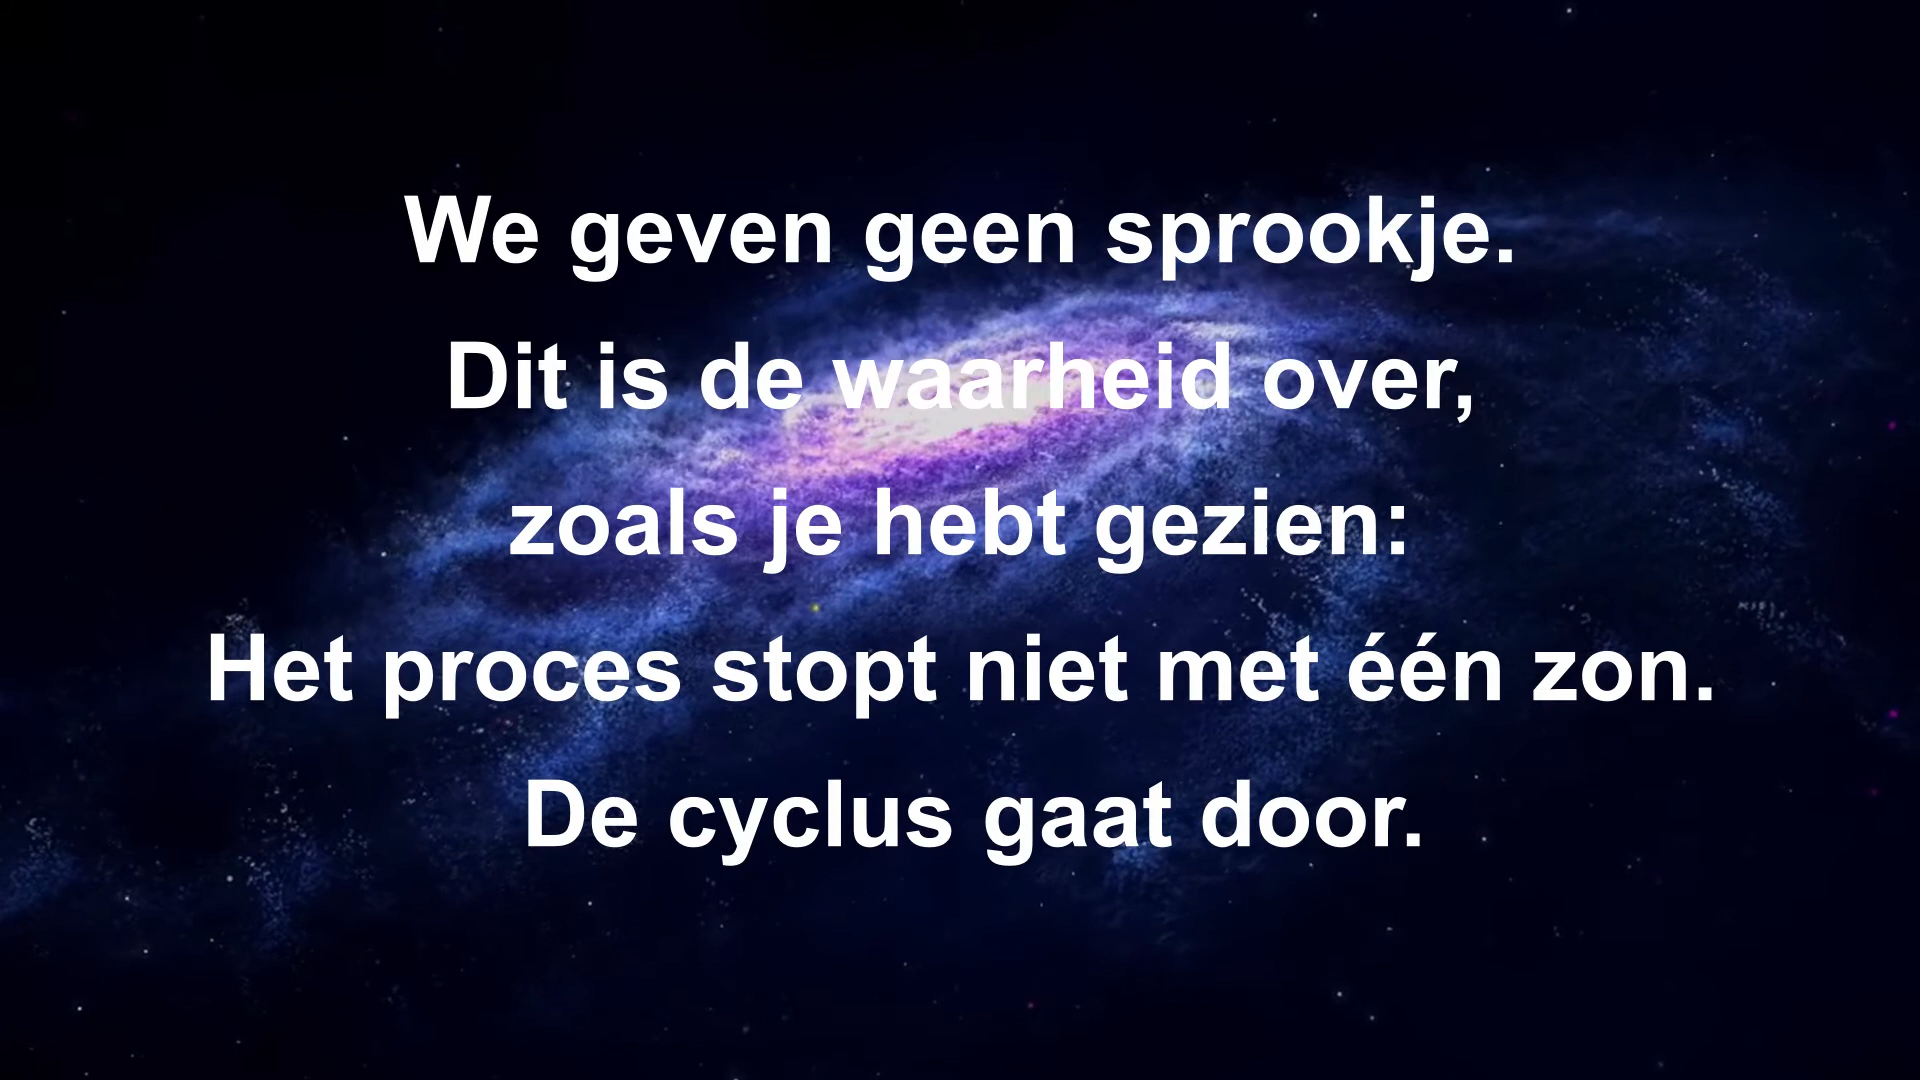 We geven geen sprookje.
Dit is de waarheid over,
zoals je hebt gezien:
Het proces stopt niet met één zon.
De cyclus gaat door.